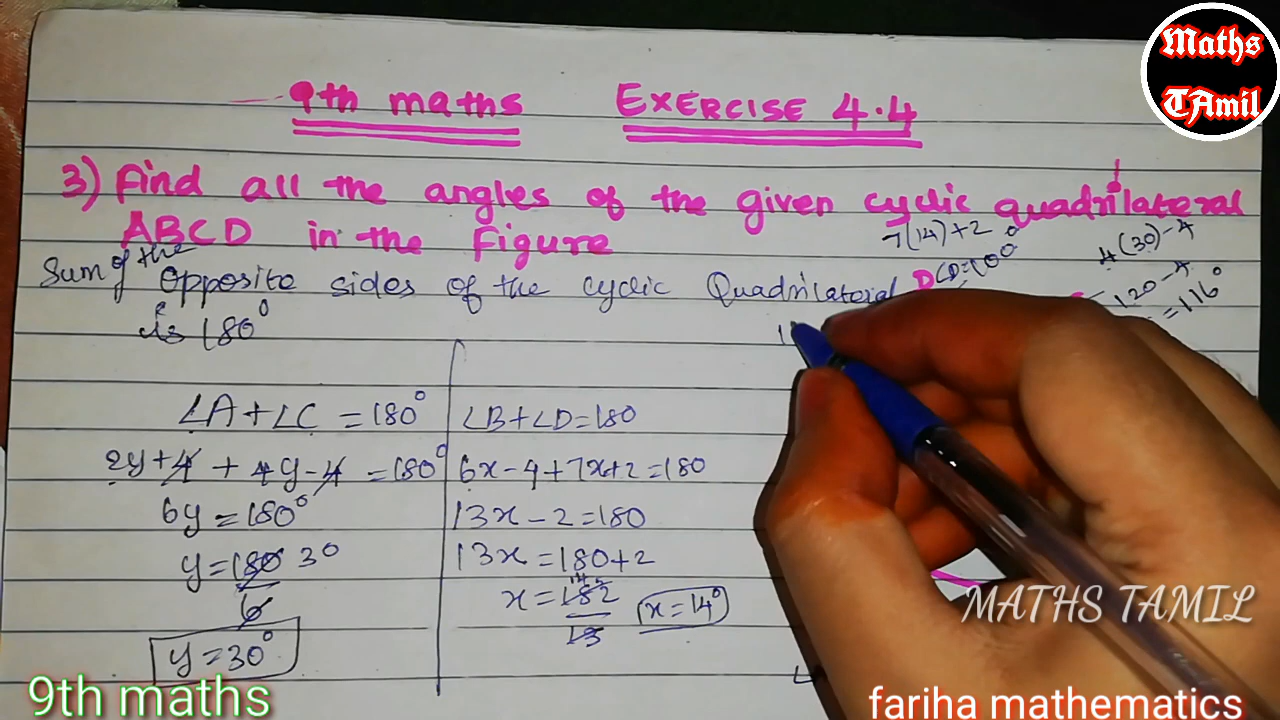 Maths
TAmil
9th maths EXERCISE 4.4
3) Find all the angles of the given cyclic quadrilateral
ABCD in the Figure
Sum of the opposite sides of the cyclic Quadrilateral
is 180°
D
7(14)+2
=100°
4(30)-4
120-4
=116°
∠A+∠C=180°
2y+4+4y-4=180°
6y=180°
y=180 30
6
y=30°
∠B+∠D=180
6x-4+7x+2=180
13x-2=180
13x=180+2
x=182 14
13
x=14°
MATHS TAMIL
9th maths
fariha mathematics